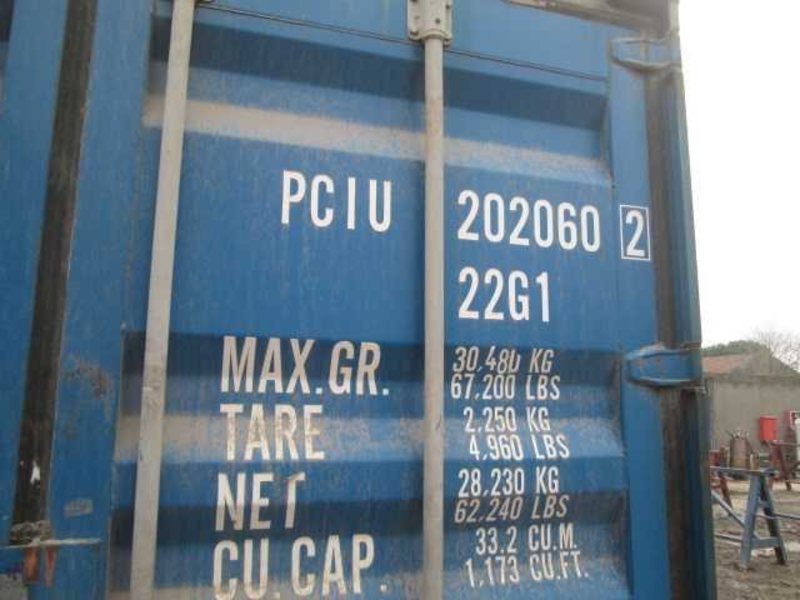 PCIU 202060 2
22G1
MAX.GR. 30,480 KG
67,200 LBS
TARE 2,250 KG
4,960 LBS
NET 28,230 KG
62,240 LBS
CU.CAP. 33.2 CU.M.
1,173 CU.FT.